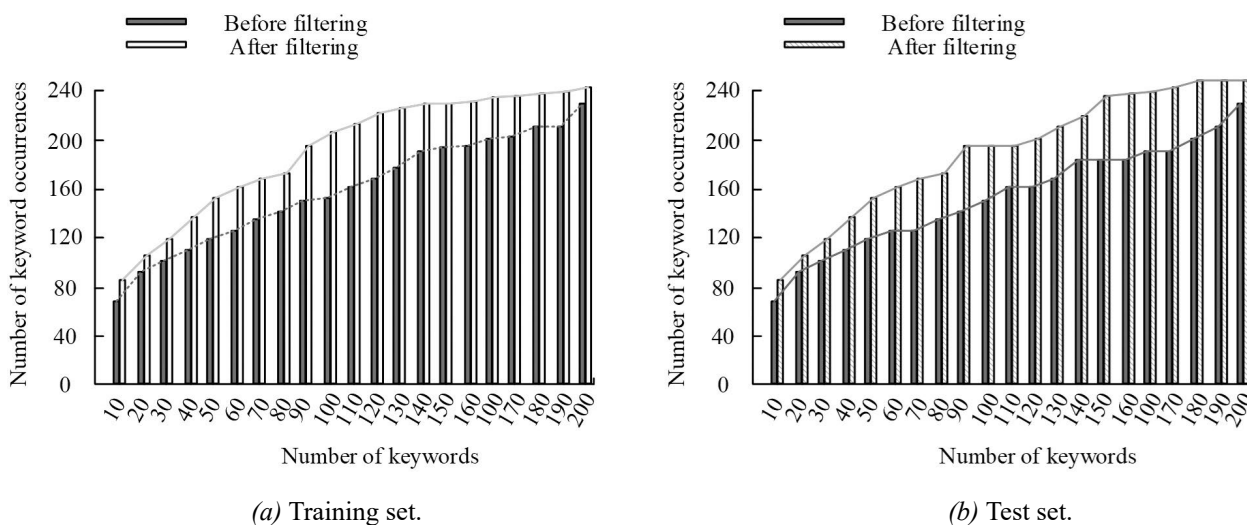 Before filtering
After filtering
Number of keyword occurrences
240
200
160
120
80
40
0
10 20 30 40 50 60 70 80 90 100 110 120 130 140 150 160 100 170 180 190 200
Number of keywords
(a) Training set.
Before filtering
After filtering
Number of keyword occurrences
240
200
160
120
80
40
0
10 20 30 40 50 60 70 80 90 100 110 120 130 140 150 160 100 170 180 190 200
Number of keywords
(b) Test set.